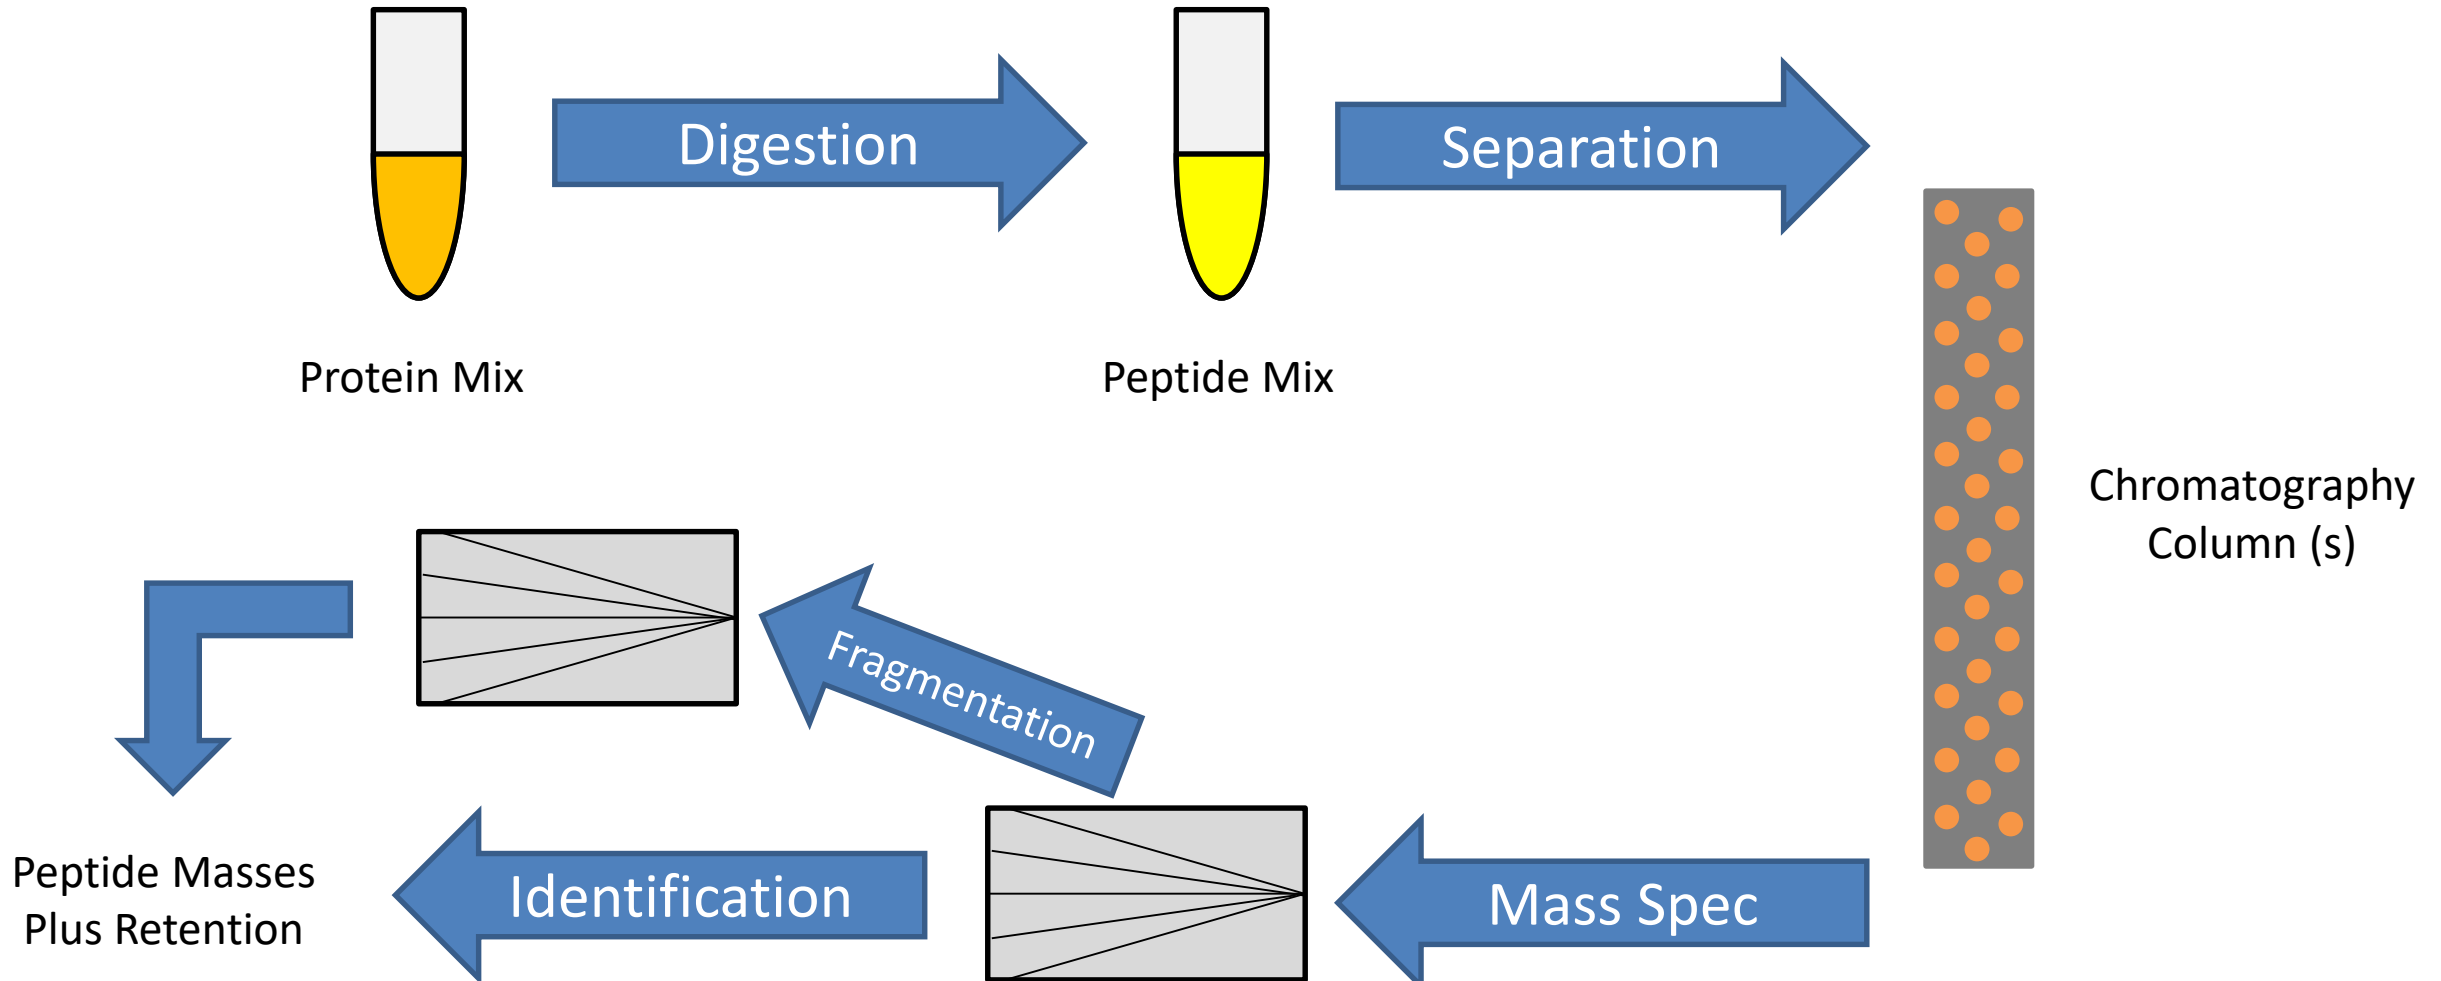 Digestion
Separation
Protein Mix
Peptide Mix
Chromatography
Column (s)
Fragmentation
Mass Spec
Identification
Peptide Masses
Plus Retention